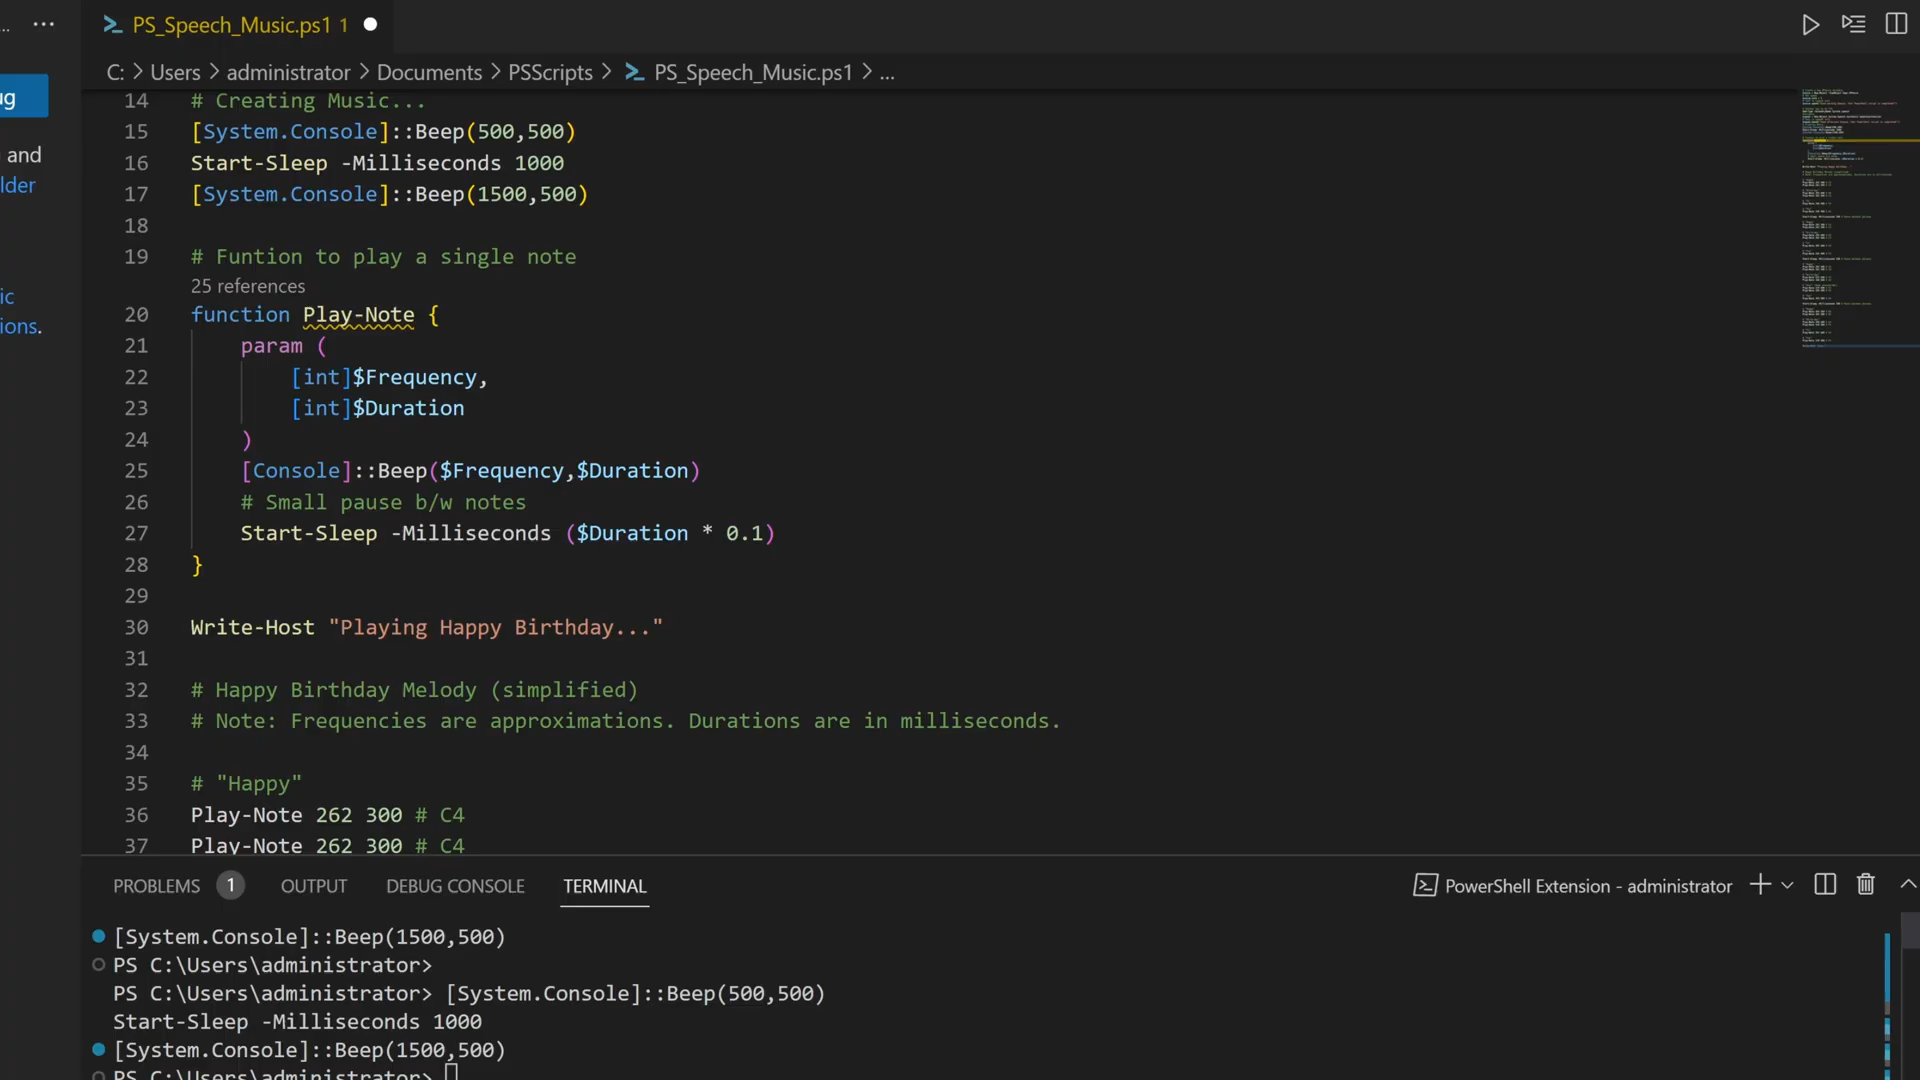 ... PS_Speech_Music.ps1 1
C: > Users > administrator > Documents > PSScripts > PS_Speech_Music.ps1 > ...
ug
and
lder
ic
ions.
14 # Creating Music...
15 [System.Console]::Beep(500,500)
16 Start-Sleep -Milliseconds 1000
17 [System.Console]::Beep(1500,500)
18
19 # Funtion to play a single note
25 references
20 function Play-Note {
21 param (
22 [int]$Frequency,
23 [int]$Duration
24 )
25 [Console]::Beep($Frequency,$Duration)
26 # Small pause b/w notes
27 Start-Sleep -Milliseconds ($Duration * 0.1)
28 }
29
30 Write-Host "Playing Happy Birthday..."
31
32 # Happy Birthday Melody (simplified)
33 # Note: Frequencies are approximations. Durations are in milliseconds.
34
35 # "Happy"
36 Play-Note 262 300 # C4
37 Play-Note 262 300 # C4
PROBLEMS 1 OUTPUT DEBUG CONSOLE TERMINAL PowerShell Extension - administrator
[System.Console]::Beep(1500,500)
PS C:\Users\administrator>
PS C:\Users\administrator> [System.Console]::Beep(500,500)
Start-Sleep -Milliseconds 1000
[System.Console]::Beep(1500,500)
PS C:\Users\administrator>